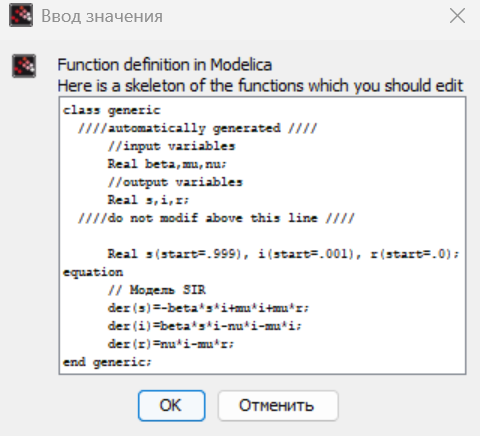 Ввод значения
Function definition in Modelica
Here is a skeleton of the functions which you should edit
class generic
  ////automatically generated ////
      //input variables
      Real beta,mu,nu;
      //output variables
      Real s,i,r;
  ////do not modif above this line ////
      Real s(start=.999), i(start=.001), r(start=.0);
equation
      // Модель SIR
      der(s)=-beta*s*i+mu*i+mu*r;
      der(i)=beta*s*i-nu*i-mu*i;
      der(r)=nu*i-mu*r;
end generic;
OK
Отменить